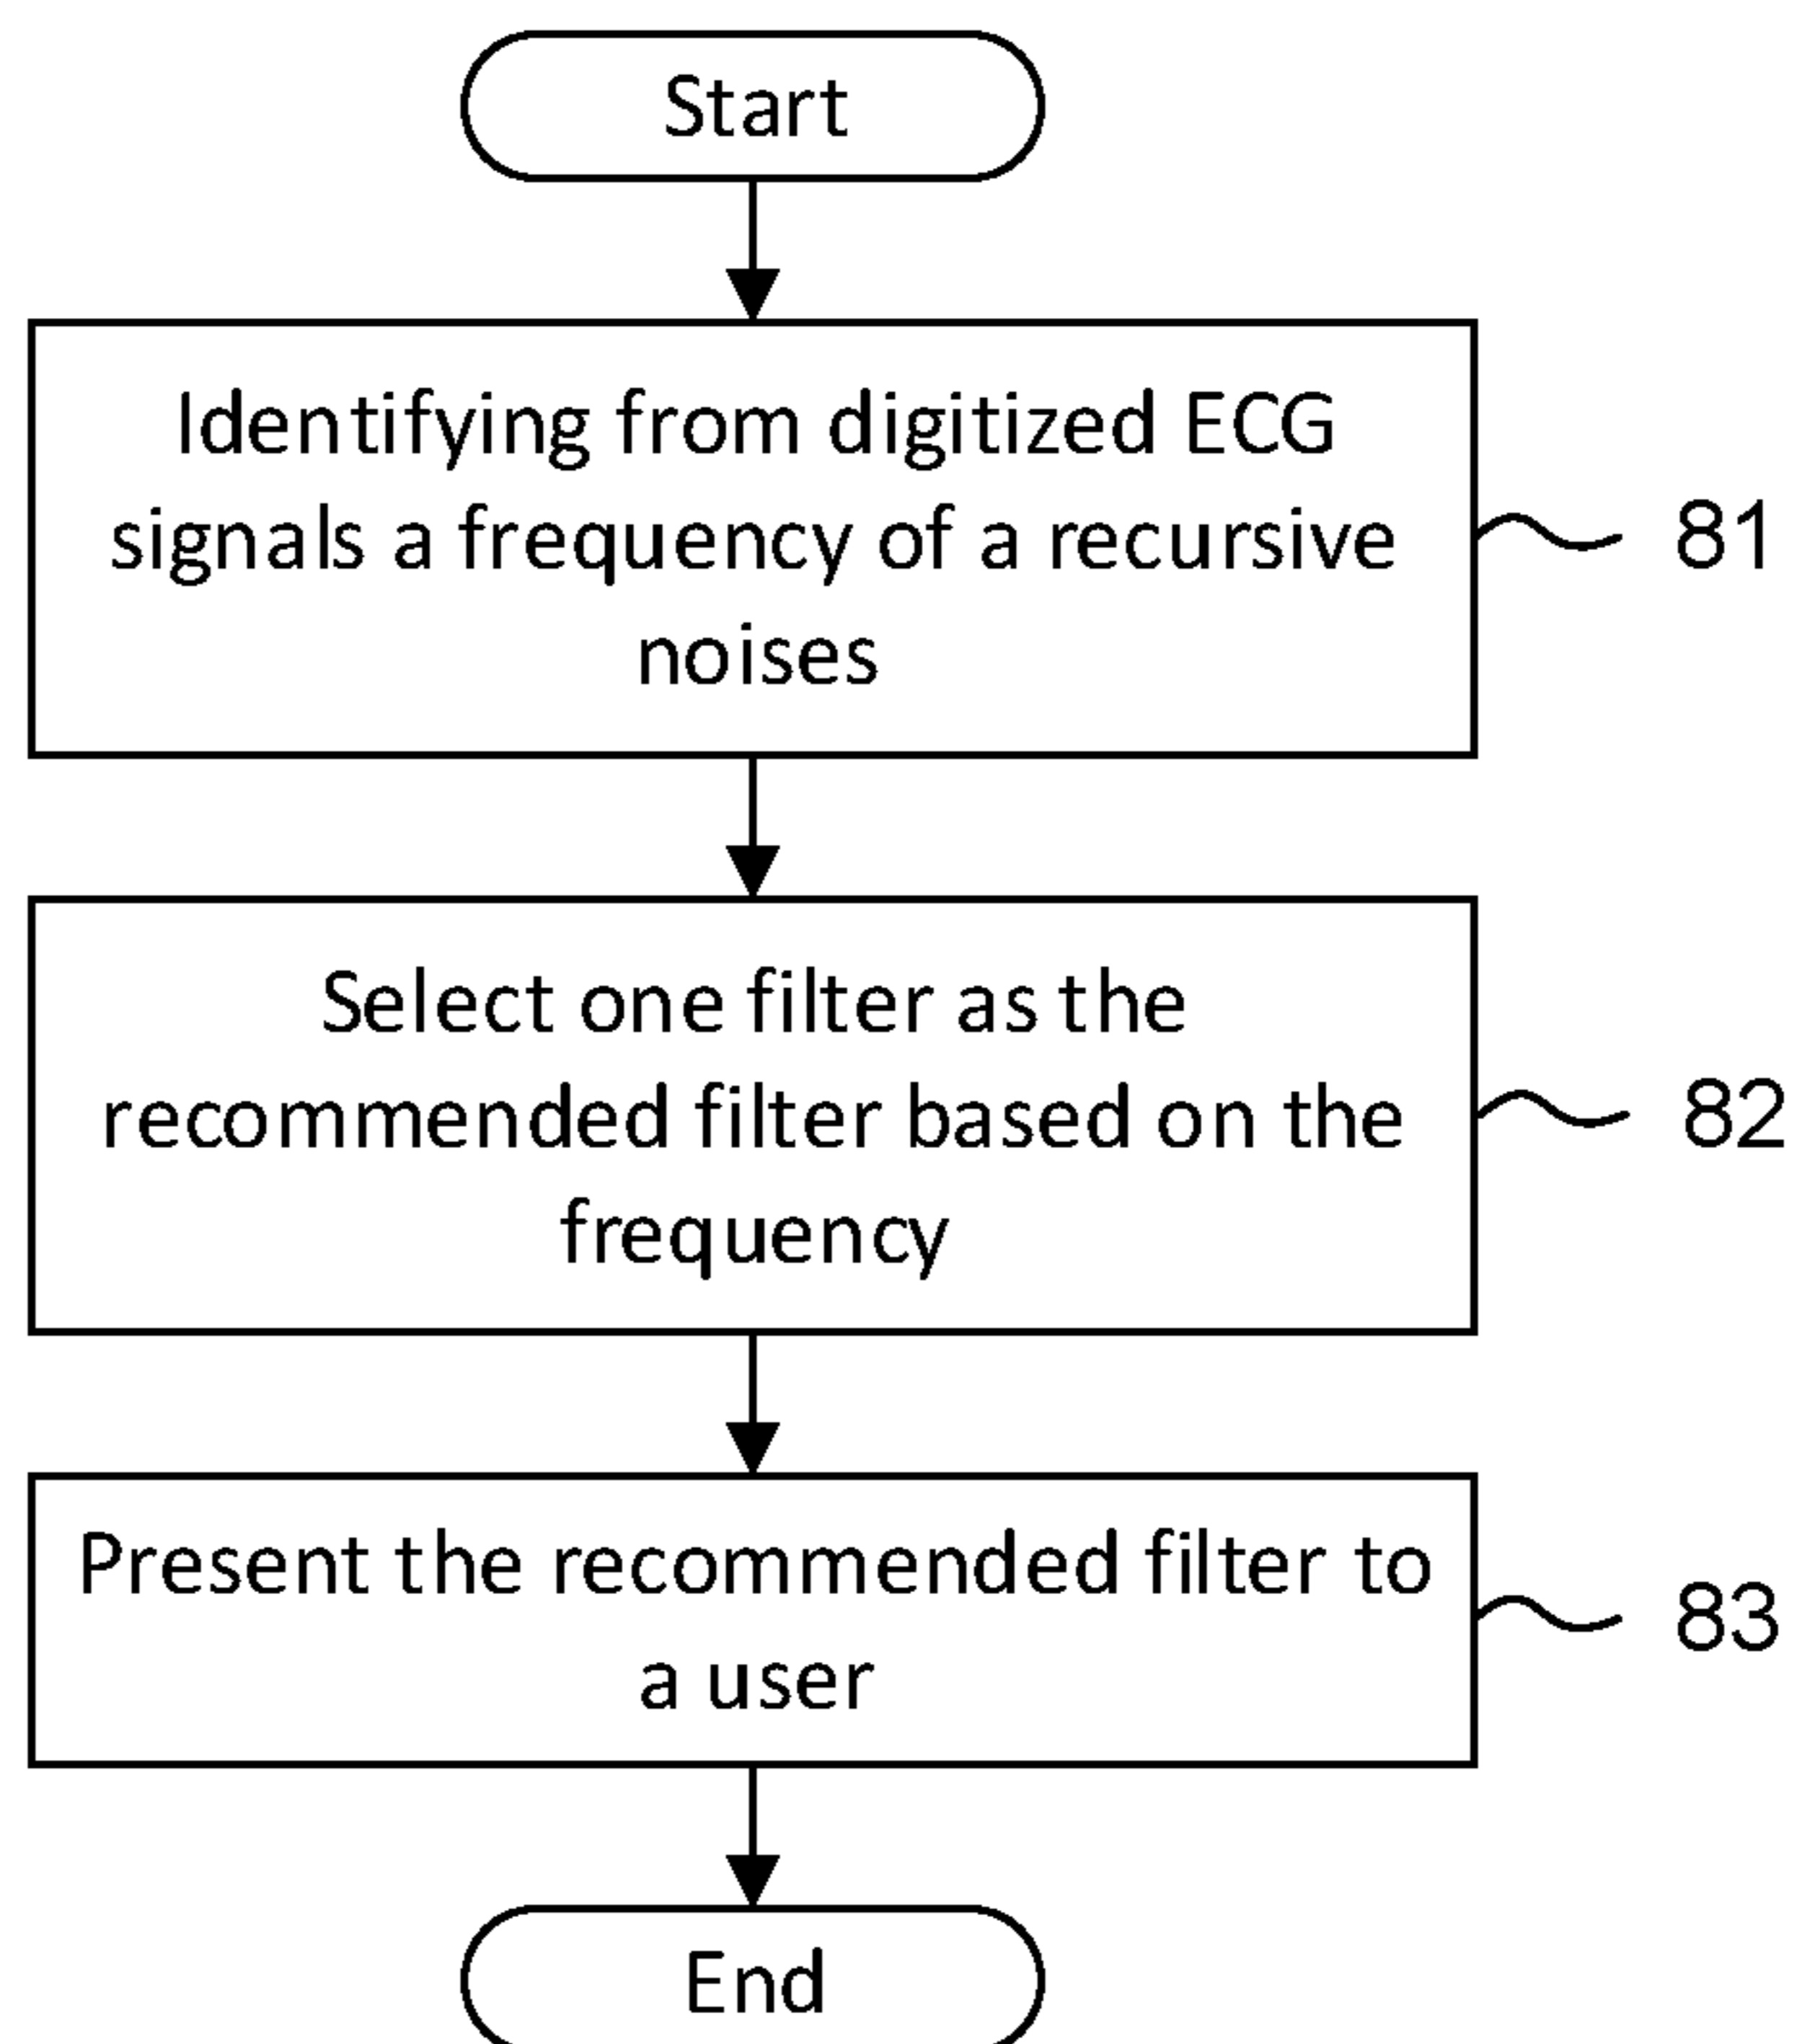 Start
Identifying from digitized ECG
signals a frequency of a recursive
noises
81
Select one filter as the
recommended filter based on the
frequency
82
Present the recommended filter to
a user
83
End